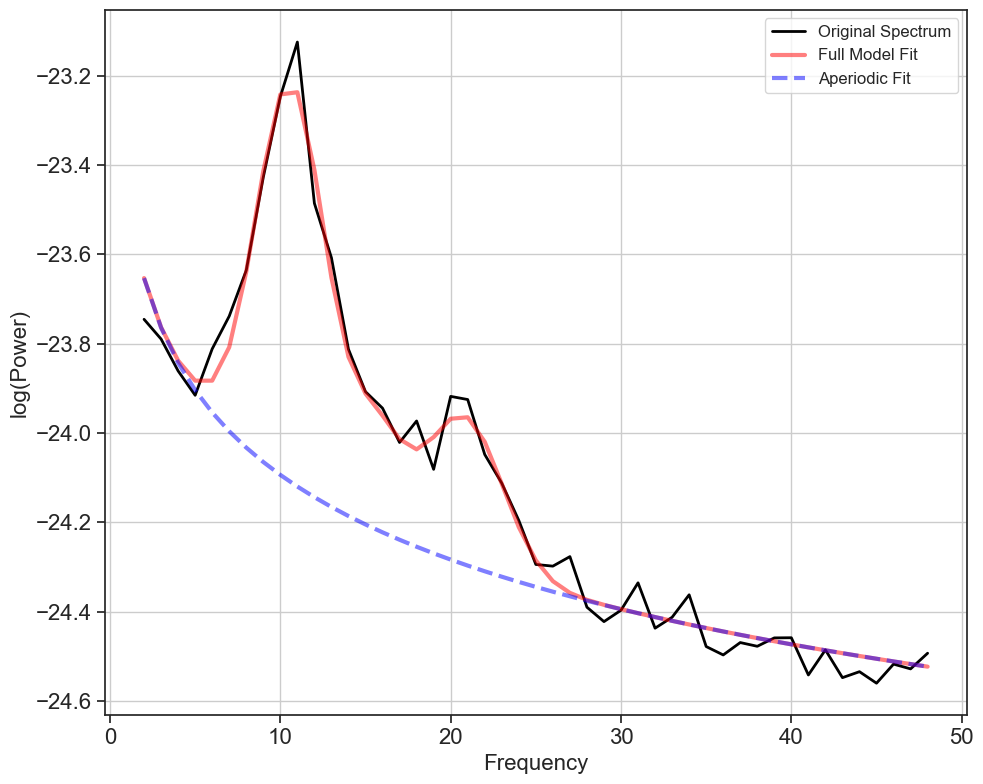 Original Spectrum
Full Model Fit
Aperiodic Fit
log(Power)
−23.2
−23.4
−23.6
−23.8
−24.0
−24.2
−24.4
−24.6
0 10 20 30 40 50
Frequency